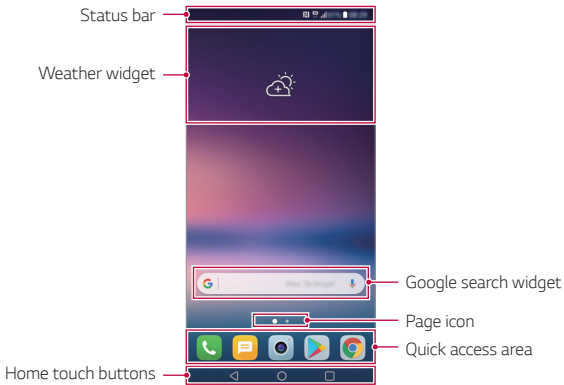 Status bar
Weather widget
Google search widget
Page icon
Quick access area
Home touch buttons